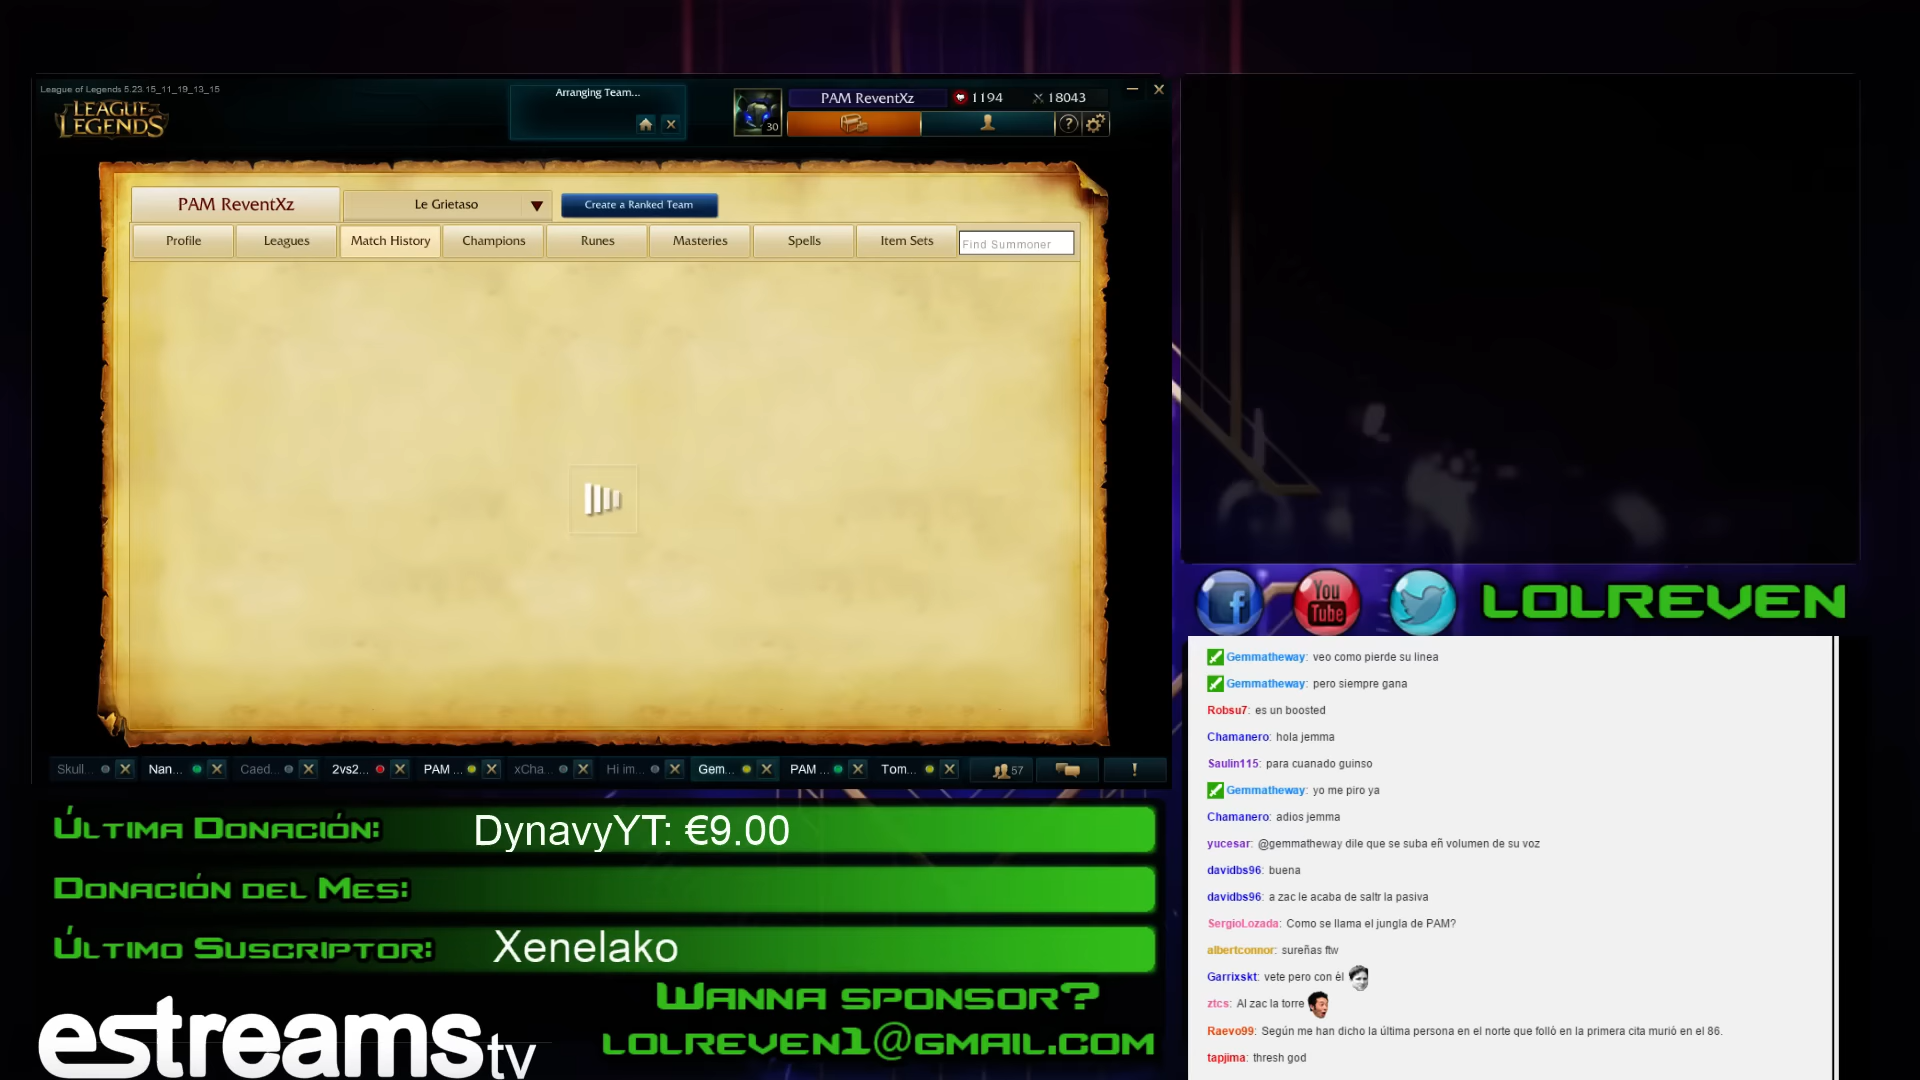 League of Legends 5.23.15_11_19_13_15
LEAGUE OF LEGENDS
Arranging Team...
30
PAM ReventXz
1194
18043
PAM ReventXz
Le Grietaso
Create a Ranked Team
Profile
Leagues
Match History
Champions
Runes
Masteries
Spells
Item Sets
Find Summoner
Skull...
Nan...
Caed...
2vs2...
PAM ...
xCha...
Hi im...
Gem...
PAM ...
Tom...
57
Última Donación: DynavyYT: €9.00
Donación del Mes:
Último Suscriptor: Xenelako
estreams tv
Wanna sponsor?
lolreven1@gmail.com
You Tube
LOLREVEN
Gemmatheway: veo como pierde su linea
Gemmatheway: pero siempre gana
Robsu7: es un boosted
Chamanero: hola jemma
Saulin115: para cuanado guinso
Gemmatheway: yo me piro ya
Chamanero: adios jemma
yucesar: @gemmatheway dile que se suba eñ volumen de su voz
davidbs96: buena
davidbs96: a zac le acaba de saltr la pasiva
SergioLozada: Como se llama el jungla de PAM?
albertconnor: sureñas ftw
Garrixskt: vete pero con él
ztcs: Al zac la torre
Raevo99: Según me han dicho la última persona en el norte que folló en la primera cita murió en el 86.
tapjima: thresh god